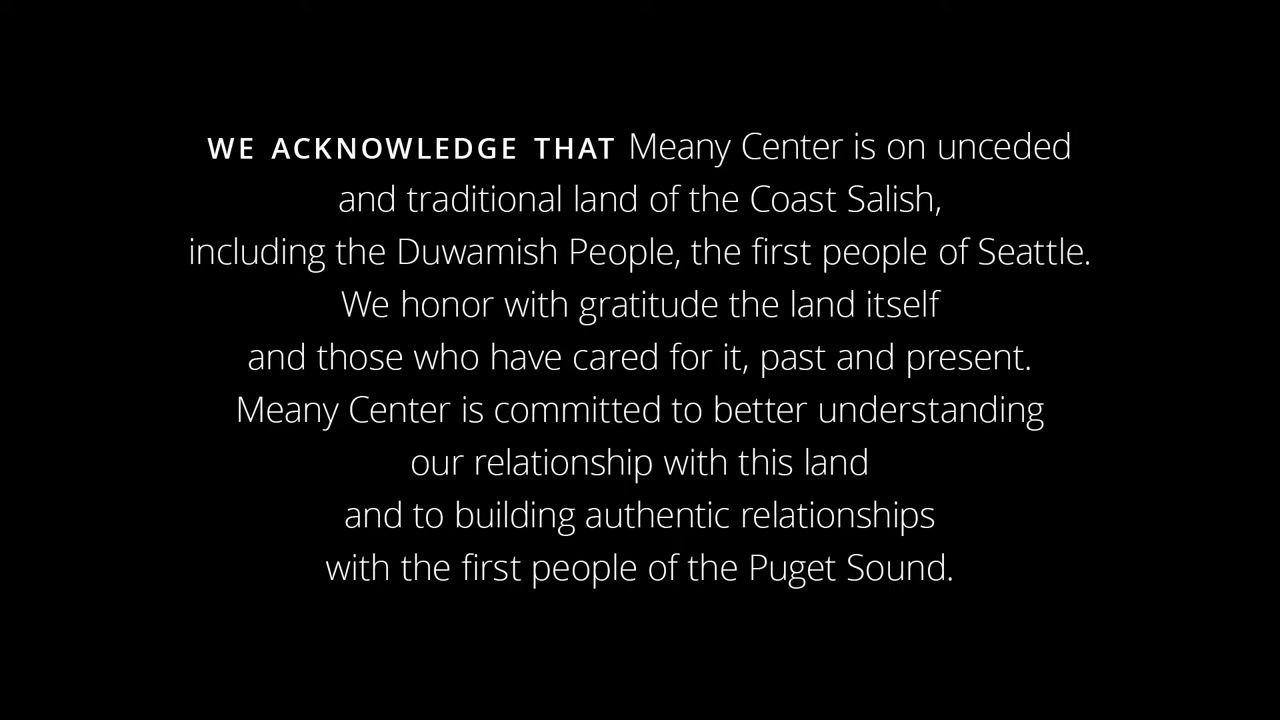 WE ACKNOWLEDGE THAT Meany Center is on unceded
and traditional land of the Coast Salish,
including the Duwamish People, the first people of Seattle.
We honor with gratitude the land itself
and those who have cared for it, past and present.
Meany Center is committed to better understanding
our relationship with this land
and to building authentic relationships
with the first people of the Puget Sound.